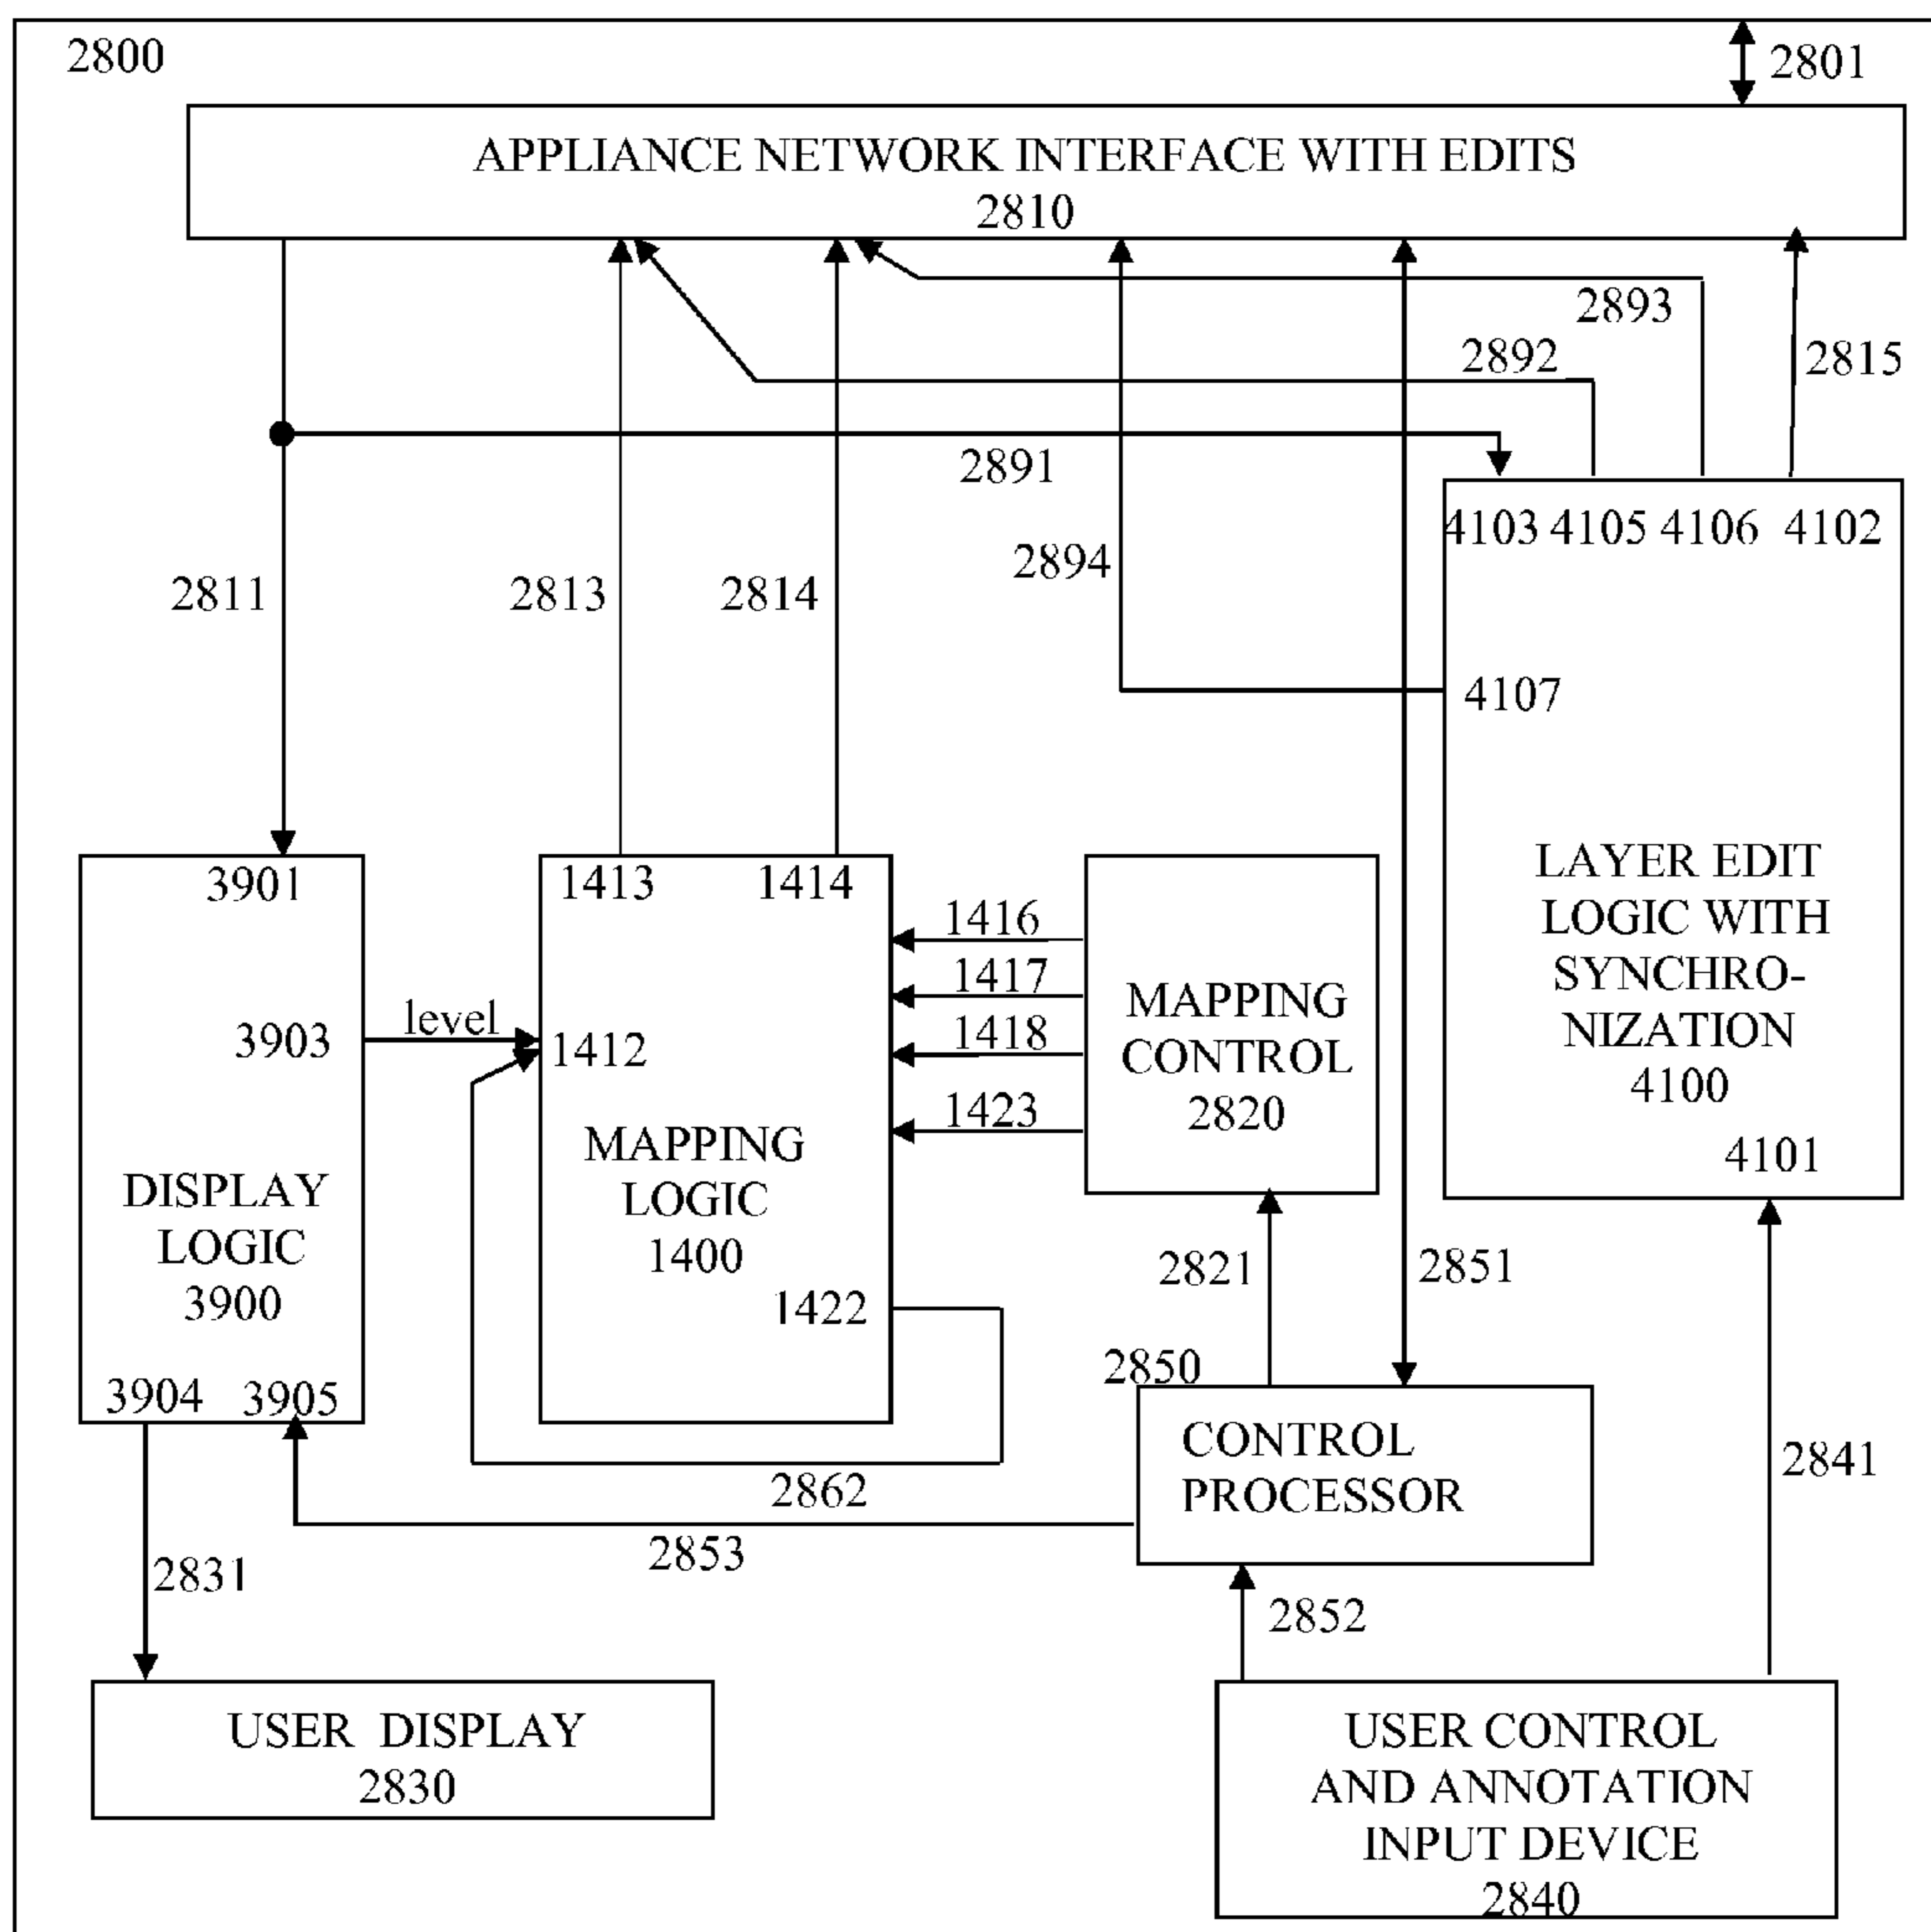 2800
2801
APPLIANCE NETWORK INTERFACE WITH EDITS
2810
2893
2892
2815
2891
4103 4105 4106 4102
2894
2811
2813
2814
4107
3901
1413
1414
LAYER EDIT
LOGIC WITH
SYNCHRO-
NIZATION
4100
4101
1416
1417
1418
1423
MAPPING
CONTROL
2820
level
3903
1412
MAPPING
LOGIC
1400
1422
DISPLAY
LOGIC
3900
3904
3905
2821
2851
2850
CONTROL
PROCESSOR
2841
2862
2853
2831
2852
USER DISPLAY
2830
USER CONTROL
AND ANNOTATION
INPUT DEVICE
2840